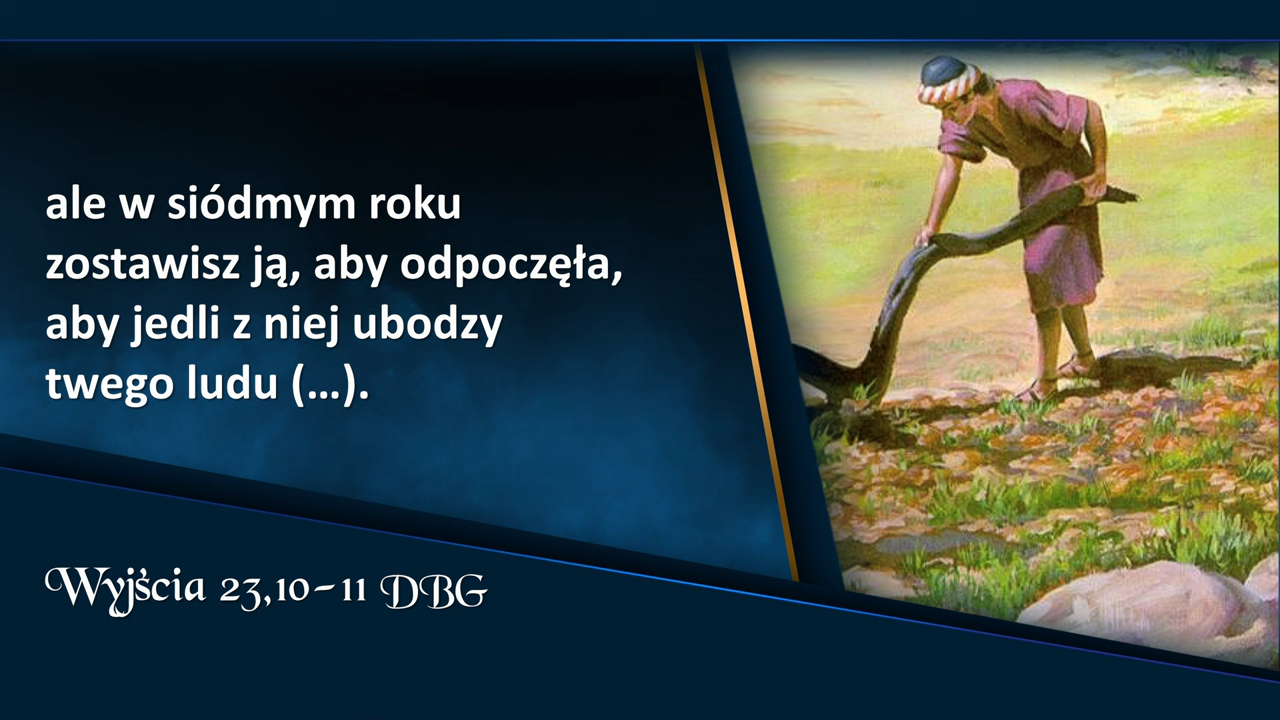 ale w siódmym roku
zostawisz ją, aby odpoczęła,
aby jedli z niej ubodzy
twego ludu (...).
Wyjścia 23,10-11 DBG